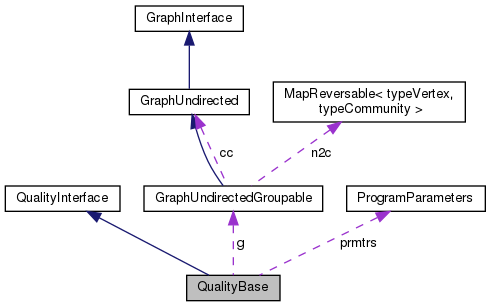 GraphInterface
GraphUndirected
MapReversable< typeVertex,
typeCommunity >
cc
n2c
QualityInterface
GraphUndirectedGroupable
ProgramParameters
g
prmtrs
QualityBase